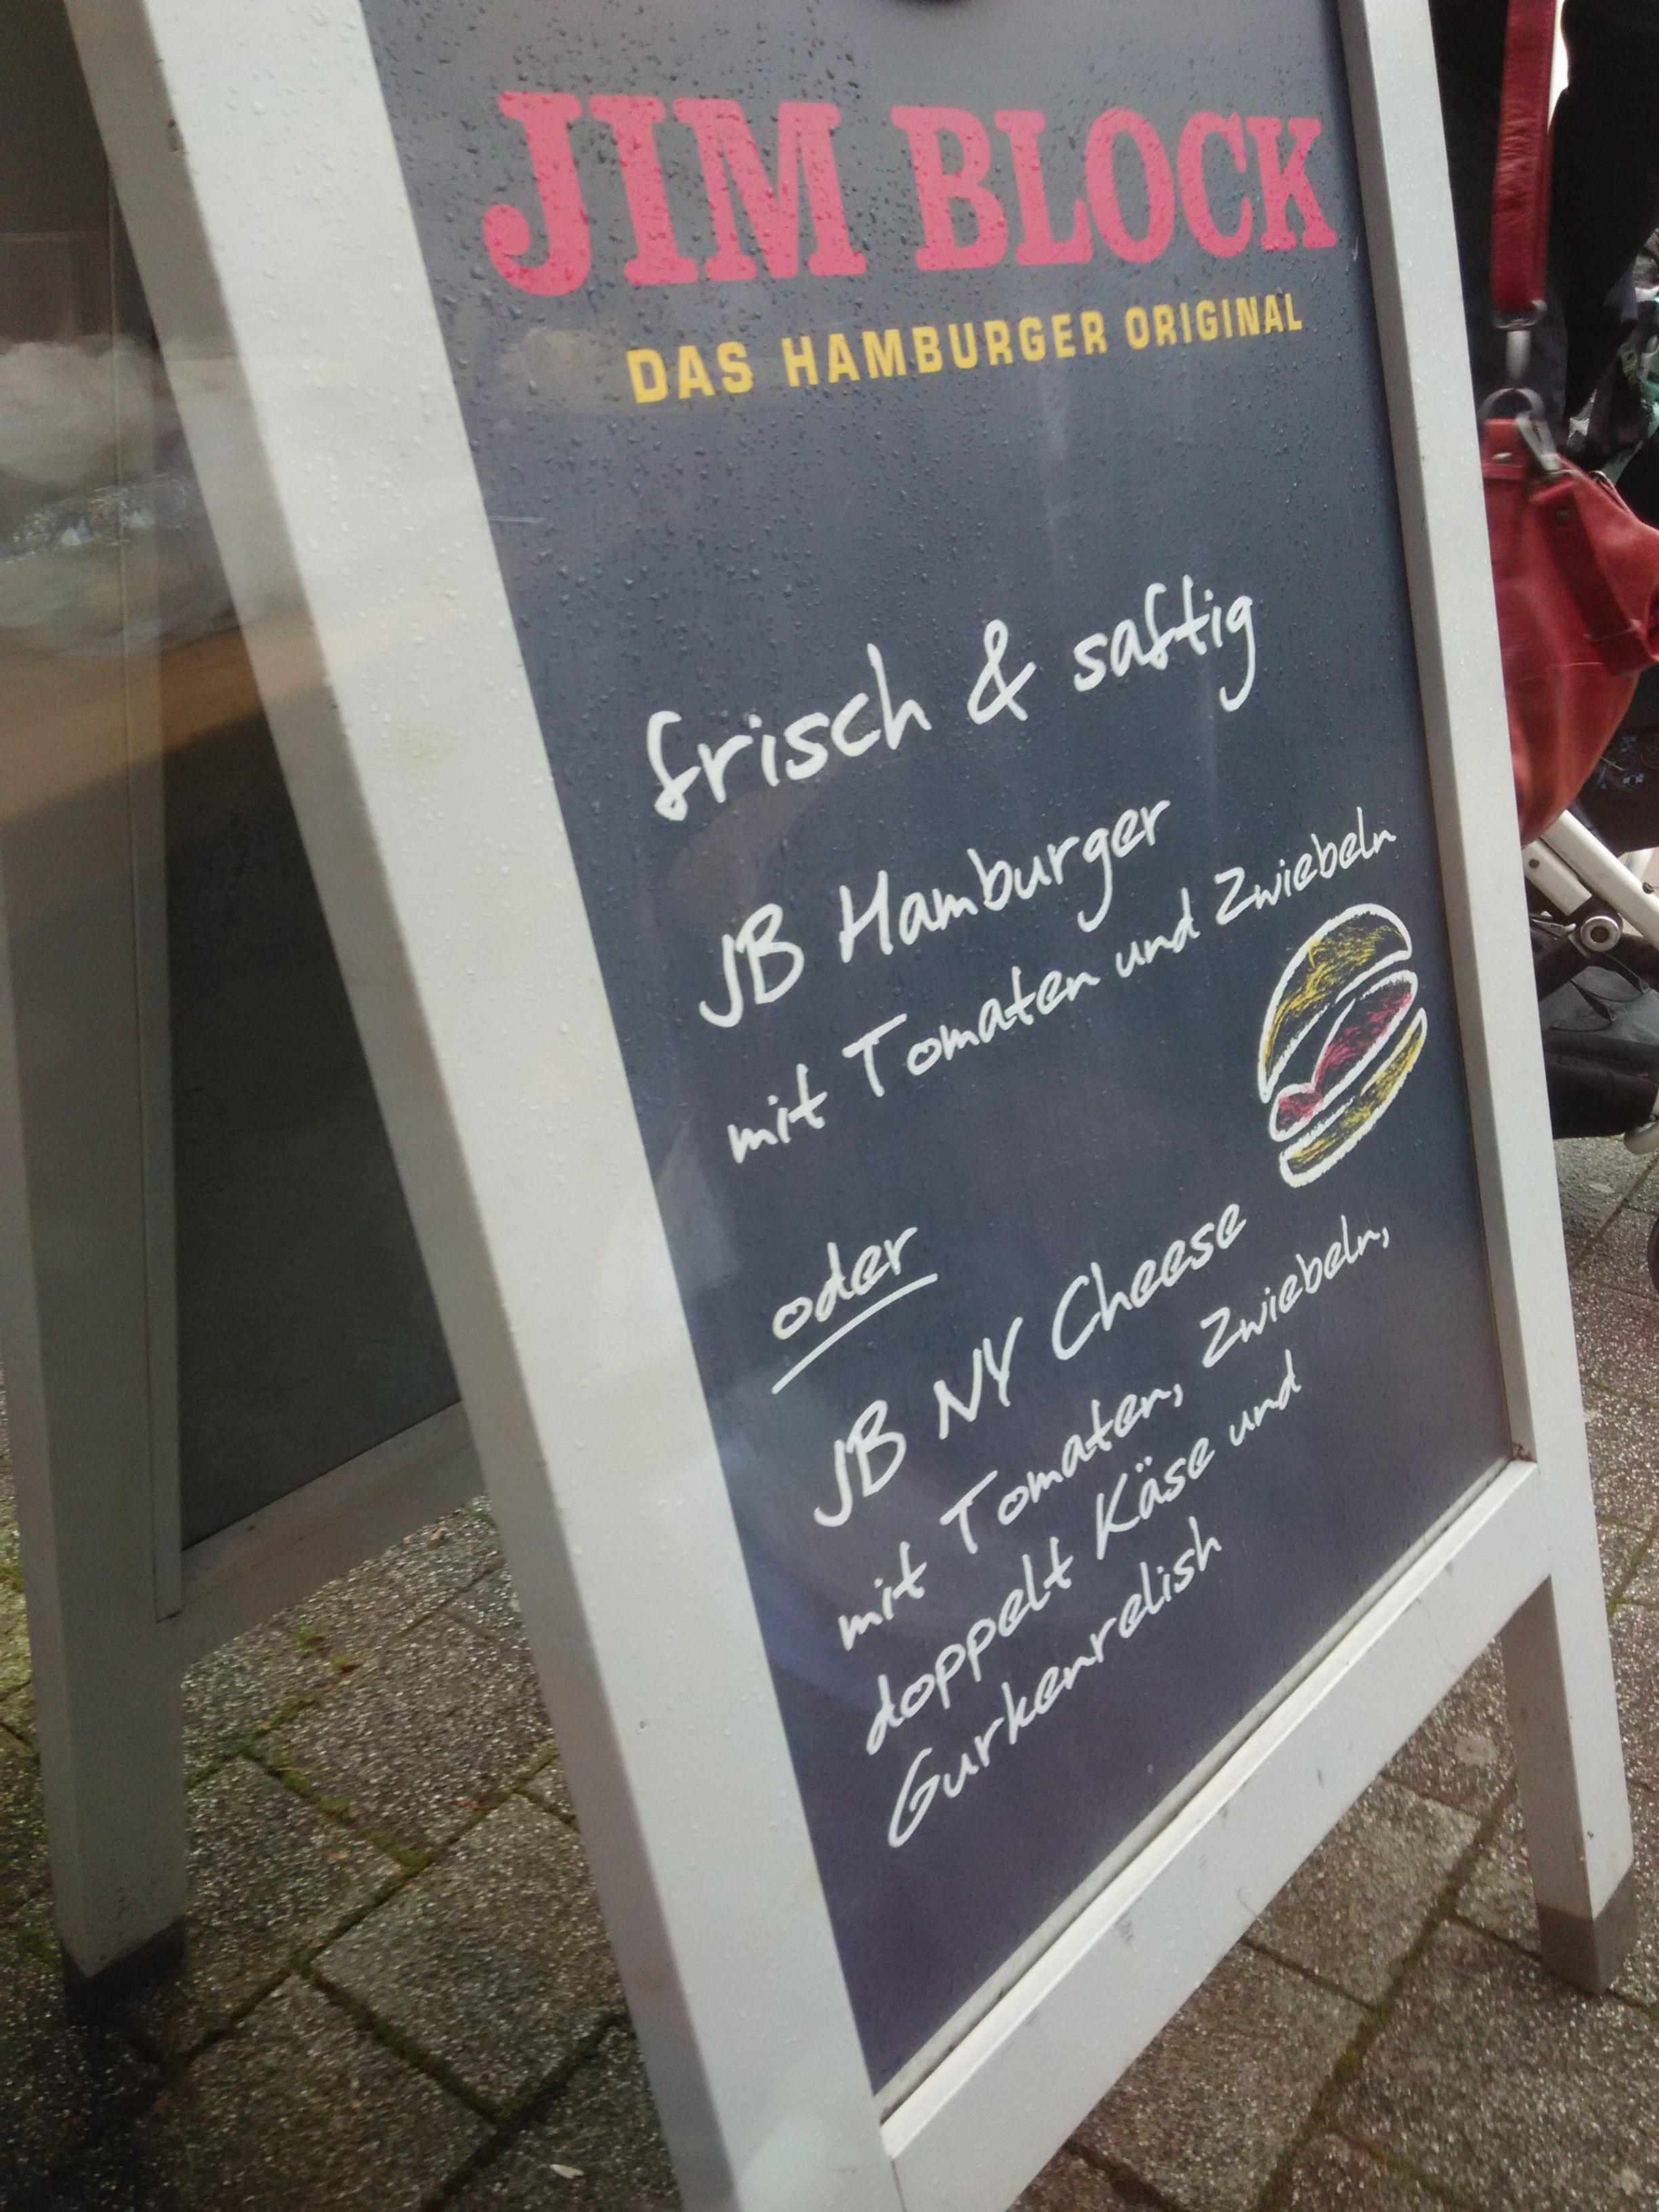 JIM BLOCK
DAS HAMBURGER ORIGINAL
frisch & saftig
JB Hamburger
mit Tomaten und Zwiebeln
oder
JB NY Cheese
mit Tomaten, Zwiebeln,
doppelt Käse und
Gurkenrelish